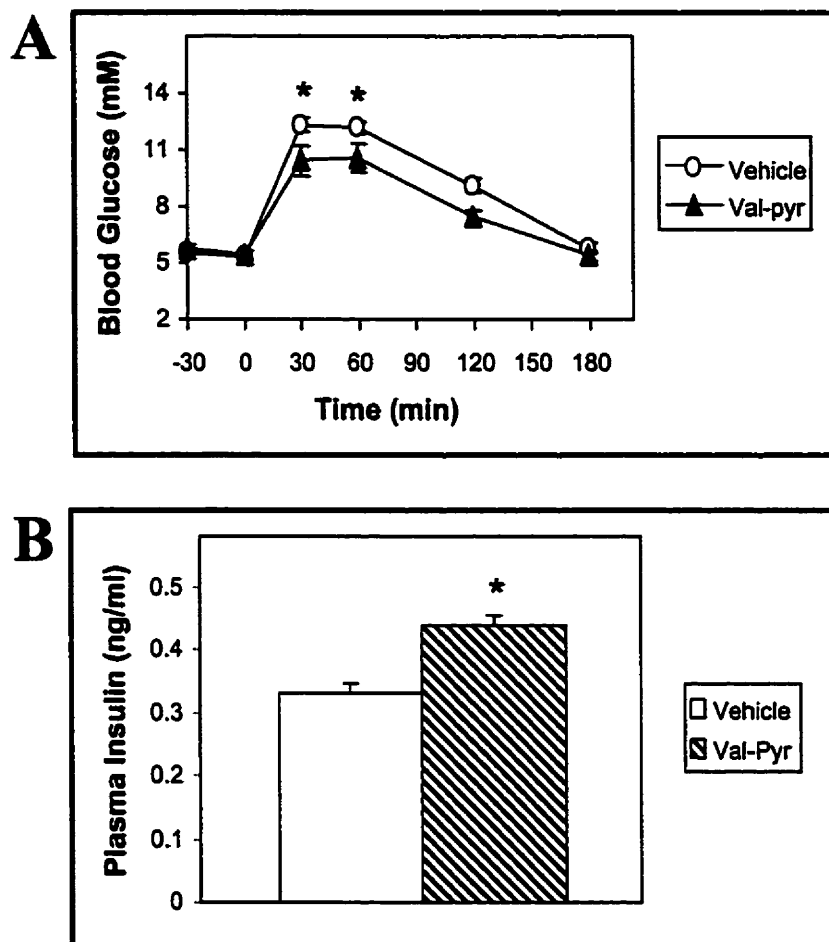 A
Blood Glucose (mM)
14
11
8
5
2
* *
-30 0 30 60 90 120 150 180
Time (min)
Vehicle
Val-pyr
B
Plasma Insulin (ng/ml)
0.5
0.4
0.3
0.2
0.1
0
*
Vehicle
Val-Pyr